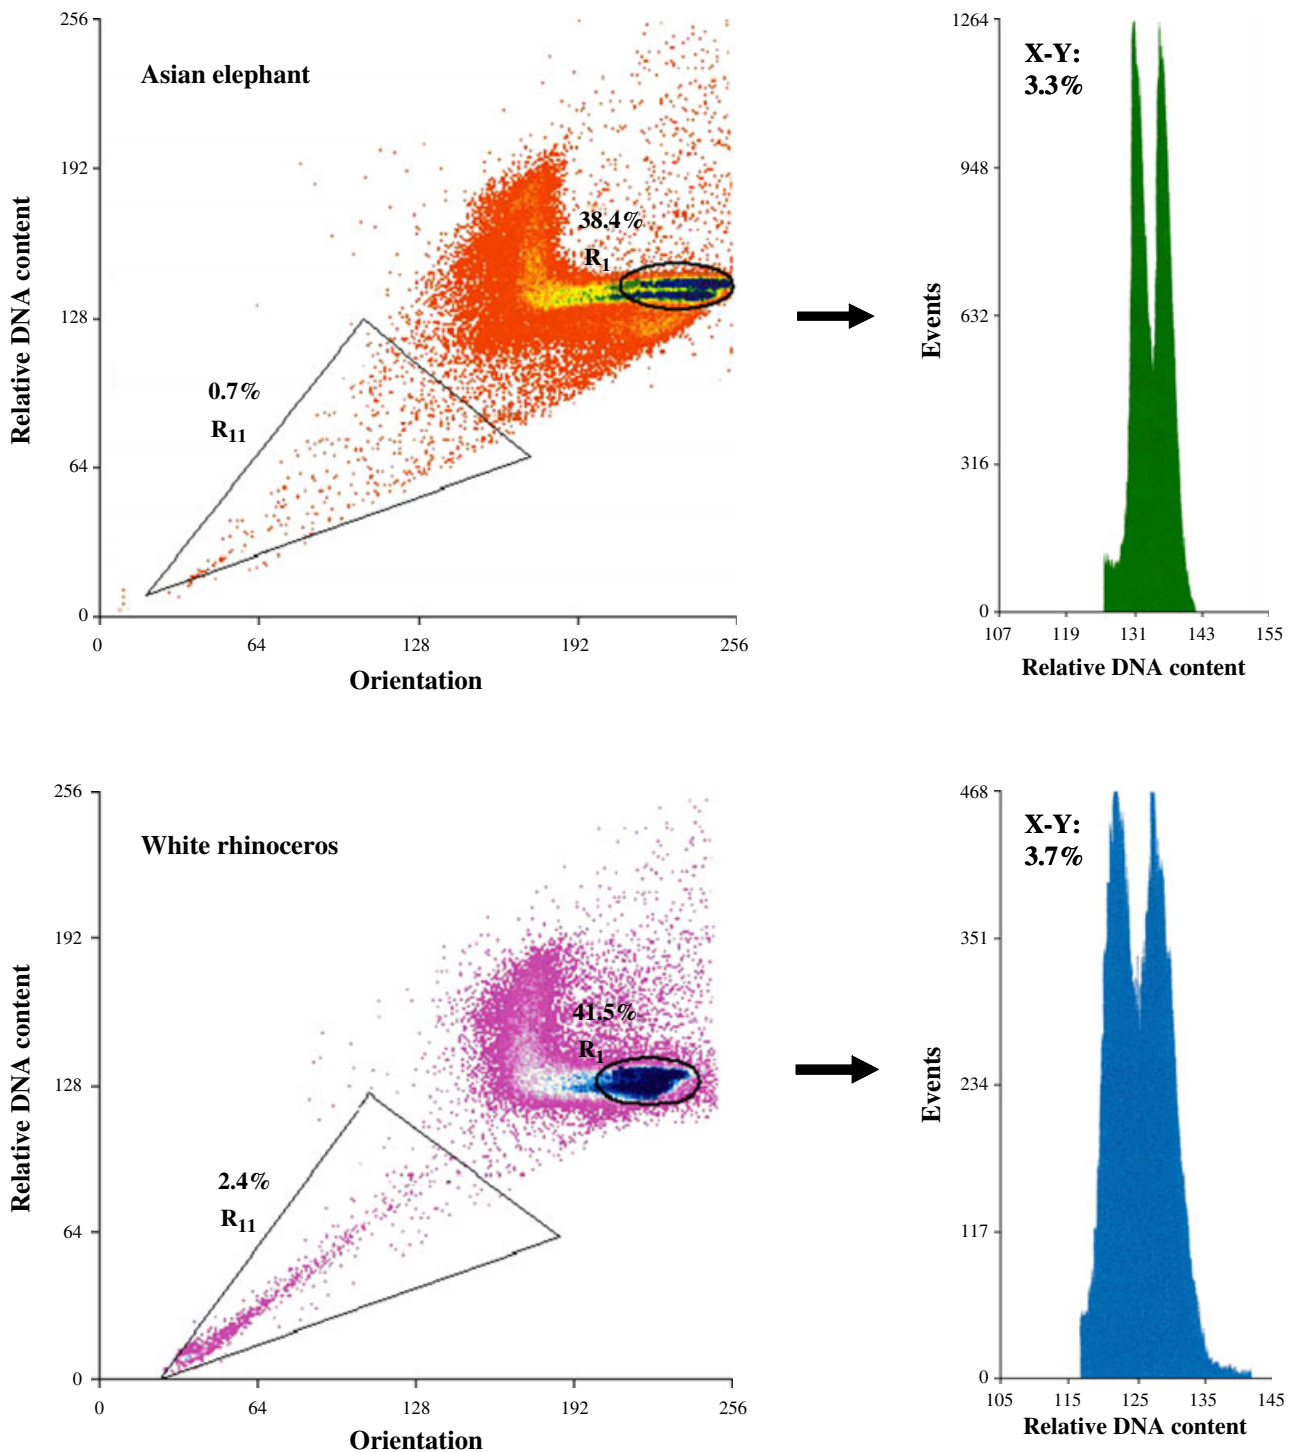 256
192
128
64
0
0
64
128
192
256
Relative DNA content
Orientation
Asian elephant
38.4%
R1
0.7%
R11
1264
948
632
316
0
107
119
131
143
155
Events
Relative DNA content
X-Y:
3.3%
256
192
128
64
0
0
64
128
192
256
Relative DNA content
Orientation
White rhinoceros
41.5%
R1
2.4%
R11
468
351
234
117
0
105
115
125
135
145
Events
Relative DNA content
X-Y:
3.7%